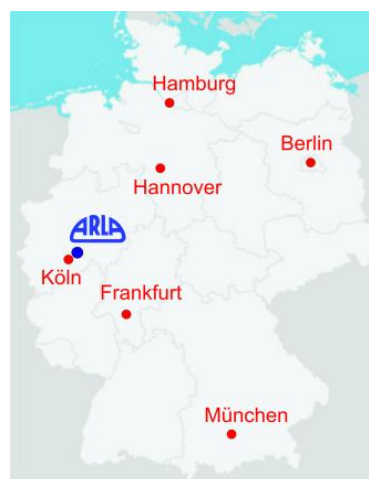 Hamburg
Berlin
Hannover
ARLA
Köln
Frankfurt
München